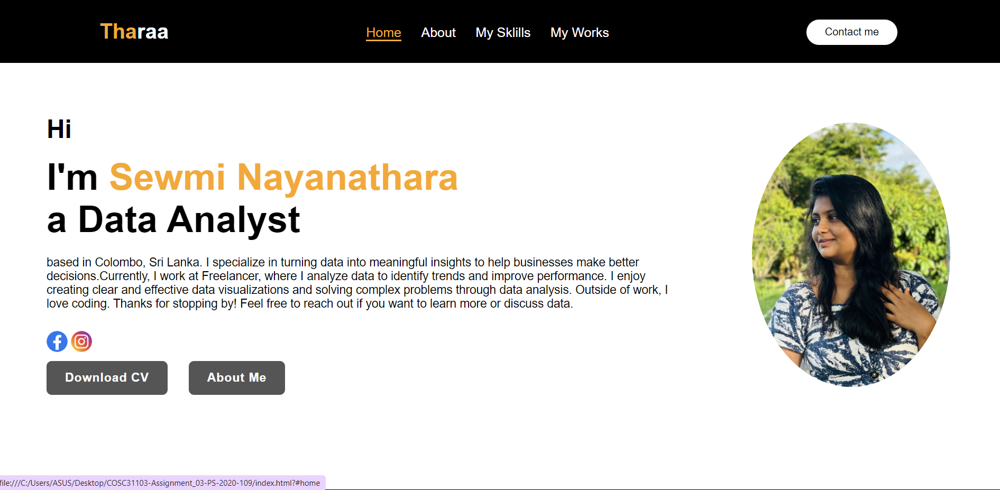 Tharaa
Home About My Sklills My Works
Contact me
Hi
I'm Sewmi Nayanathara
a Data Analyst
based in Colombo, Sri Lanka. I specialize in turning data into meaningful insights to help businesses make better
decisions.Currently, I work at Freelancer, where I analyze data to identify trends and improve performance. I enjoy
creating clear and effective data visualizations and solving complex problems through data analysis. Outside of work, I
love coding. Thanks for stopping by! Feel free to reach out if you want to learn more or discuss data.
Download CV About Me
file:///C:/Users/ASUS/Desktop/COSC31103-Assignment_03-PS-2020-109/index.html?#home